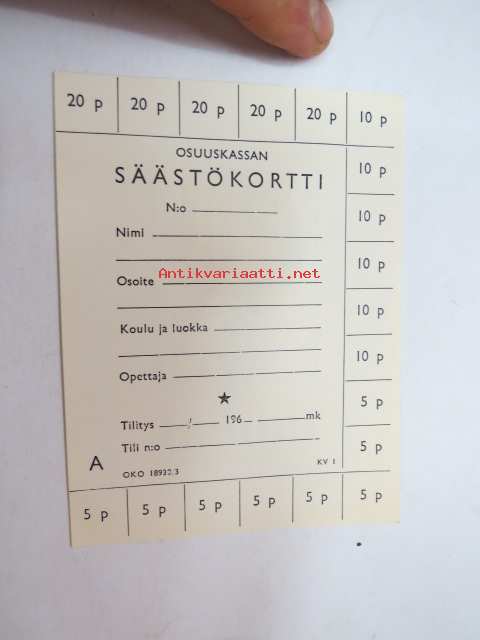 20 p 20 p 20 p 20 p 20 p 10 p
OSUUSKASSAN
SÄÄSTÖKORTTI
10 p
N:o
10 p
Nimi
10 p
Antikvariaatti.net
Osoite
10 p
Koulu ja luokka
10 p
Opettaja
5 p
★
Tilitys / 196 mk
Tili n:o
5 p
A
OKO 18922.3
KV 1
5 p 5 p 5 p 5 p 5 p 5 p